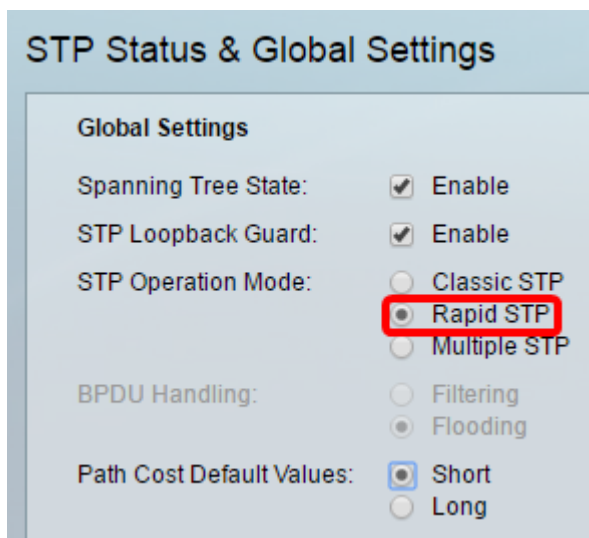 STP Status & Global Settings
Global Settings
Spanning Tree State: Enable
STP Loopback Guard: Enable
STP Operation Mode: Classic STP
Rapid STP
Multiple STP
BPDU Handling: Filtering
Flooding
Path Cost Default Values: Short
Long